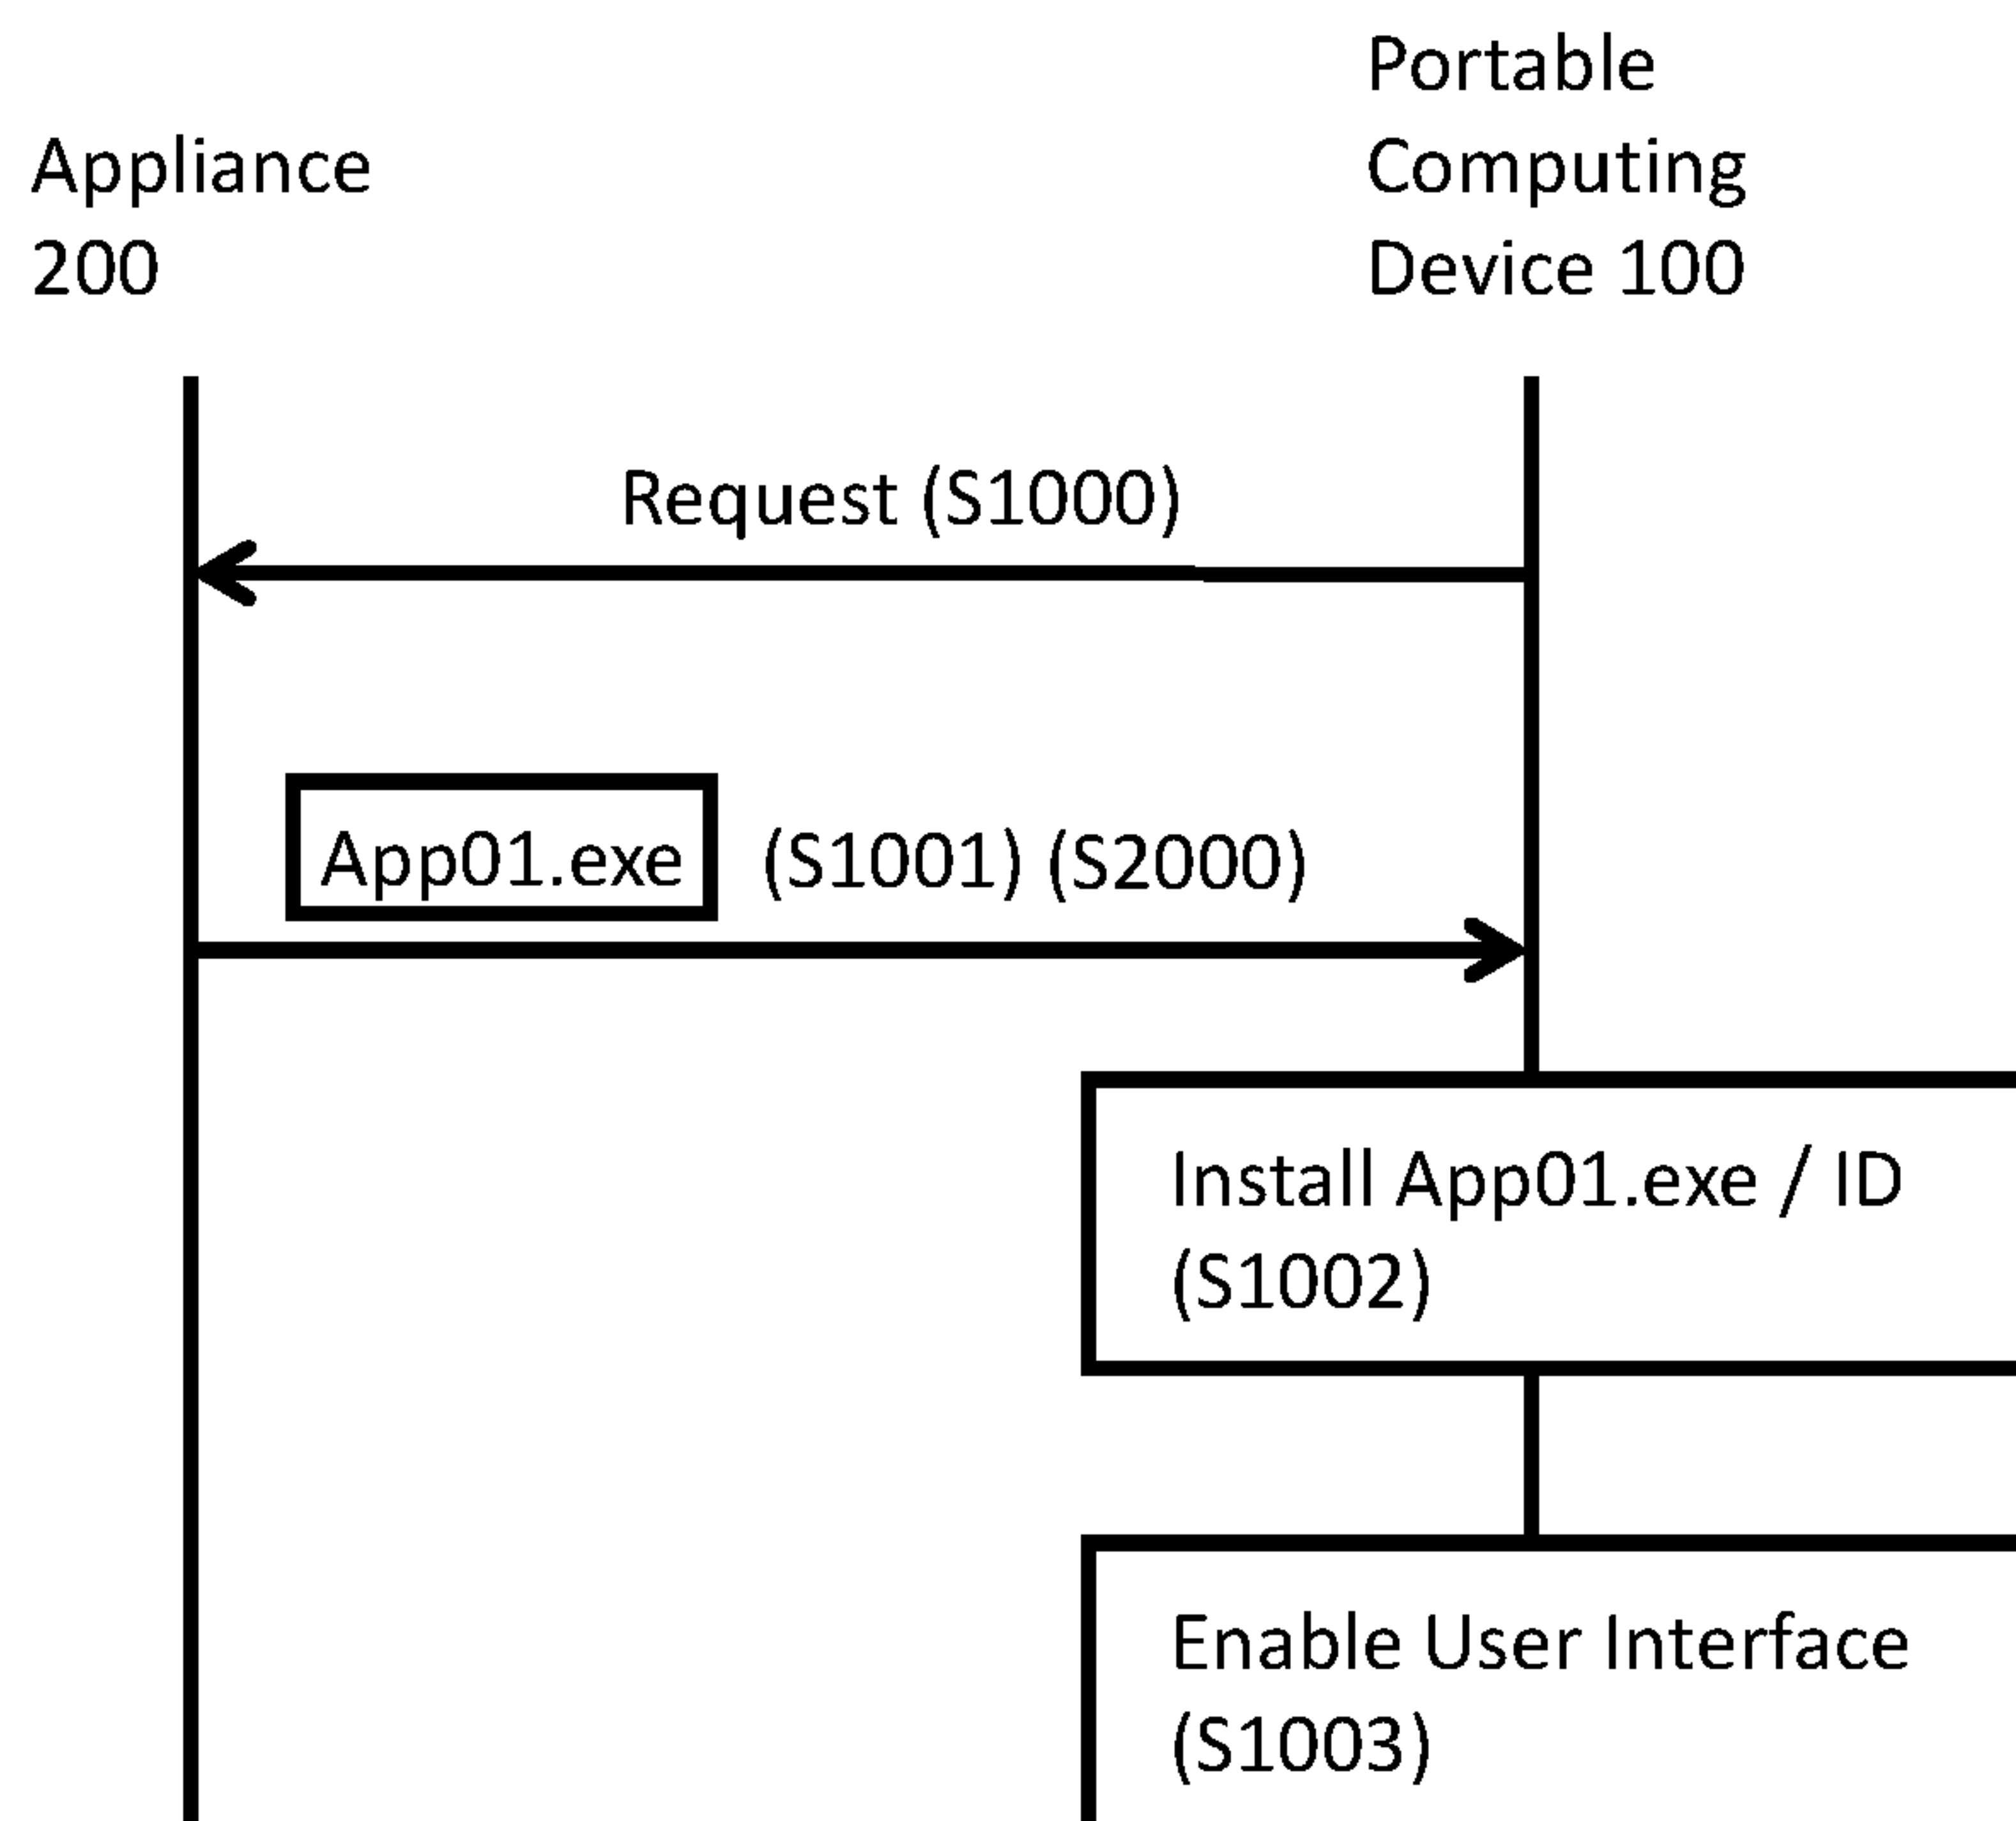 Portable
Computing
Device 100
Appliance
200
Request (S1000)
App01.exe (S1001) (S2000)
Install App01.exe / ID
(S1002)
Enable User Interface
(S1003)